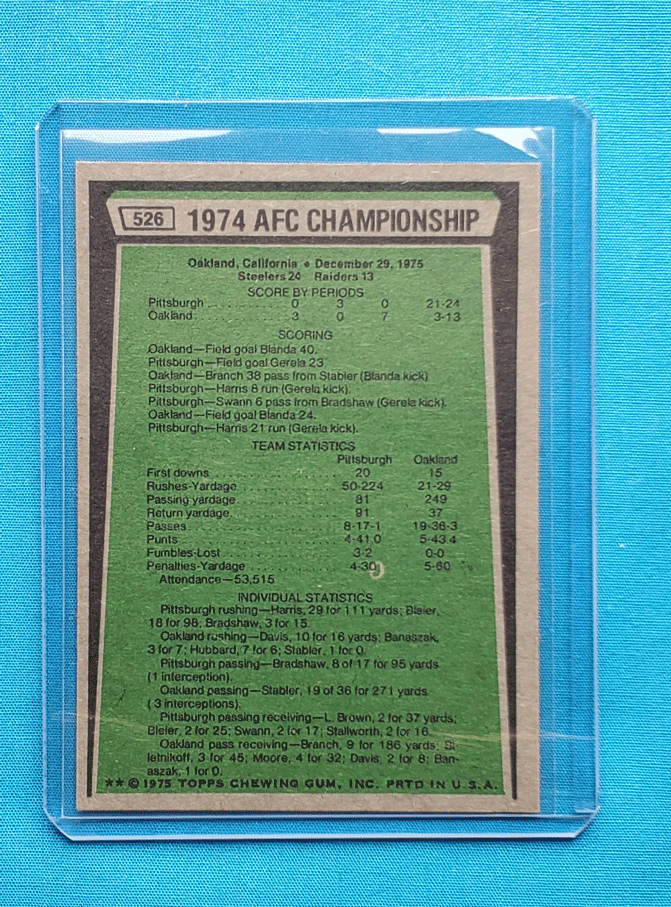 526 1974 AFC CHAMPIONSHIP
Oakland, California • December 29, 1975
Steelers 24 Raiders 13
SCORE BY PERIODS
Pittsburgh 0 3 0 21-24
Oakland 3 0 7 3-13
SCORING
Oakland—Field goal Blanda 40.
Pittsburgh—Field goal Gerela 23.
Oakland—Branch 38 pass from Stabler (Blanda kick)
Pittsburgh—Harris 8 run (Gerela kick).
Pittsburgh—Swann 6 pass from Bradshaw (Gerela kick).
Oakland—Field goal Blanda 24.
Pittsburgh—Harris 21 run (Gerela kick).
TEAM STATISTICS
Pittsburgh Oakland
First downs 20 15
Rushes-Yardage 50-224 21-29
Passing yardage 81 249
Return yardage. 91 37
Passes 8-17-1 19-36-3
Punts 4-41.0 5-43.4
Fumbles-Lost 3-2 0-0
Penalties-Yardage 4-30 5-60
Attendance—53,515
INDIVIDUAL STATISTICS
Pittsburgh rushing—Harris, 29 for 111 yards; Bleier,
18 for 98; Bradshaw, 3 for 15.
Oakland rushing—Davis, 10 for 16 yards; Banaszak,
3 for 7; Hubbard, 7 for 6; Stabler, 1 for 0.
Pittsburgh passing—Bradshaw, 8 of 17 for 95 yards
(1 interception).
Oakland passing—Stabler, 19 of 36 for 271 yards
(3 interceptions).
Pittsburgh passing receiving—L. Brown, 2 for 37 yards;
Bleier, 2 for 25; Swann, 2 for 17; Stallworth, 2 for 16.
Oakland pass receiving—Branch, 9 for 186 yards; Bi
letnikoff, 3 for 45; Moore, 4 for 32; Davis, 2 for 8; Ban-
aszak, 1 for 0.
★★ © 1975 TOPPS CHEWING GUM, INC. PRTD IN U.S.A.